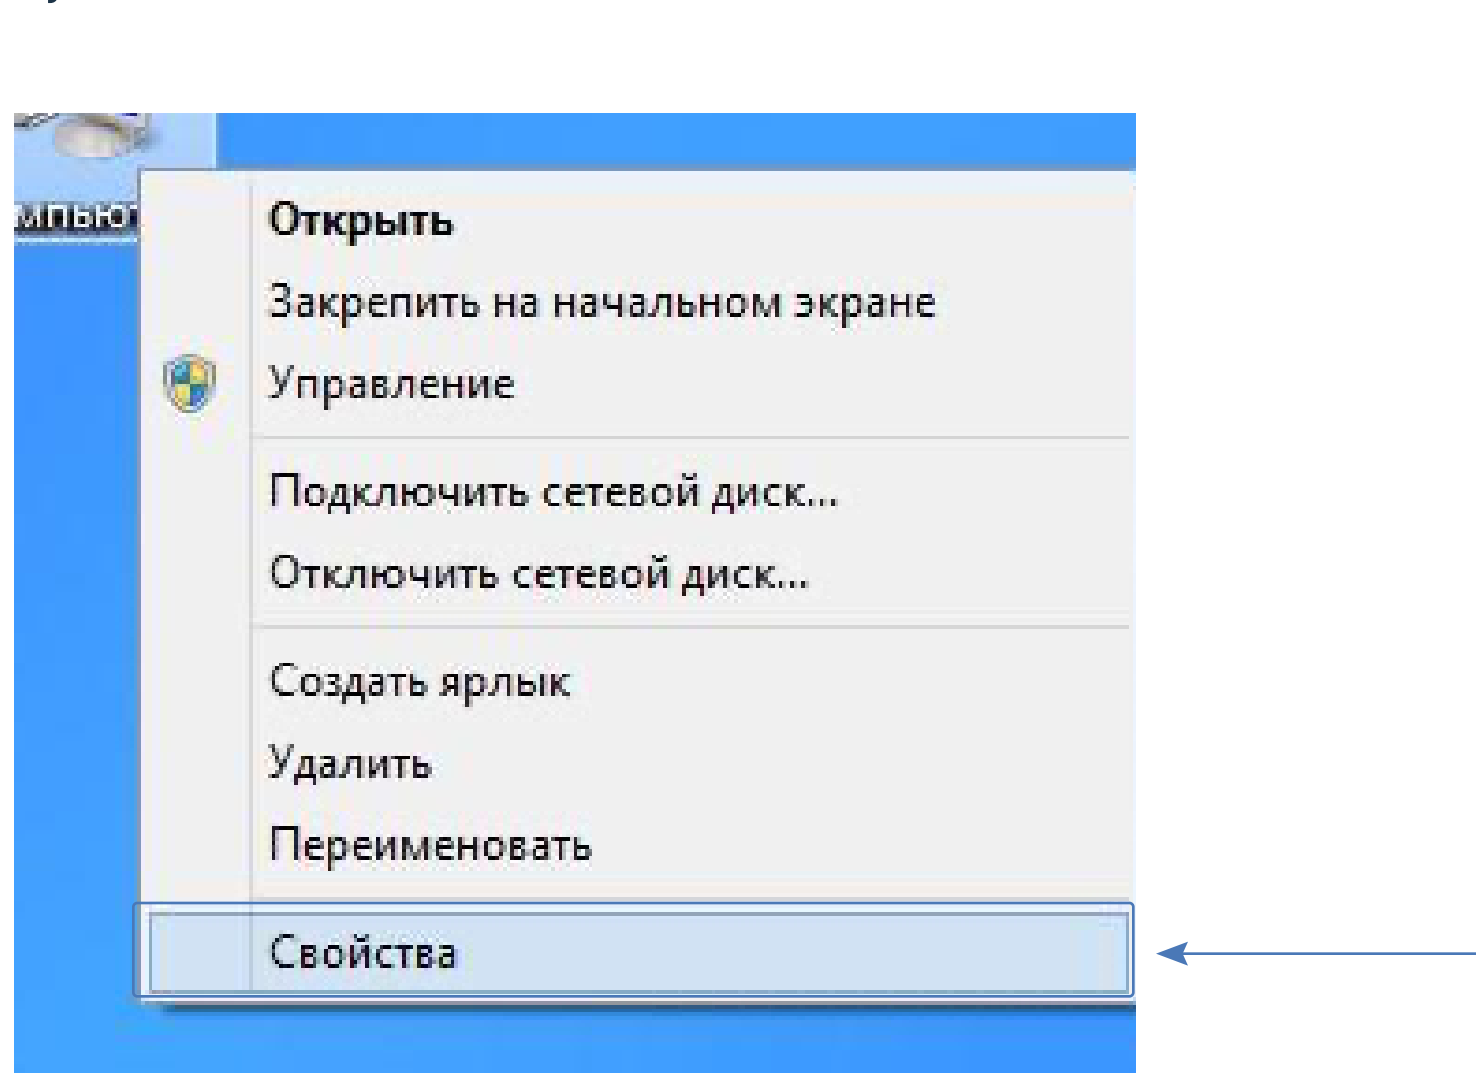 Открыть
Закрепить на начальном экране
Управление
Подключить сетевой диск...
Отключить сетевой диск...
Создать ярлык
Удалить
Переименовать
Свойства